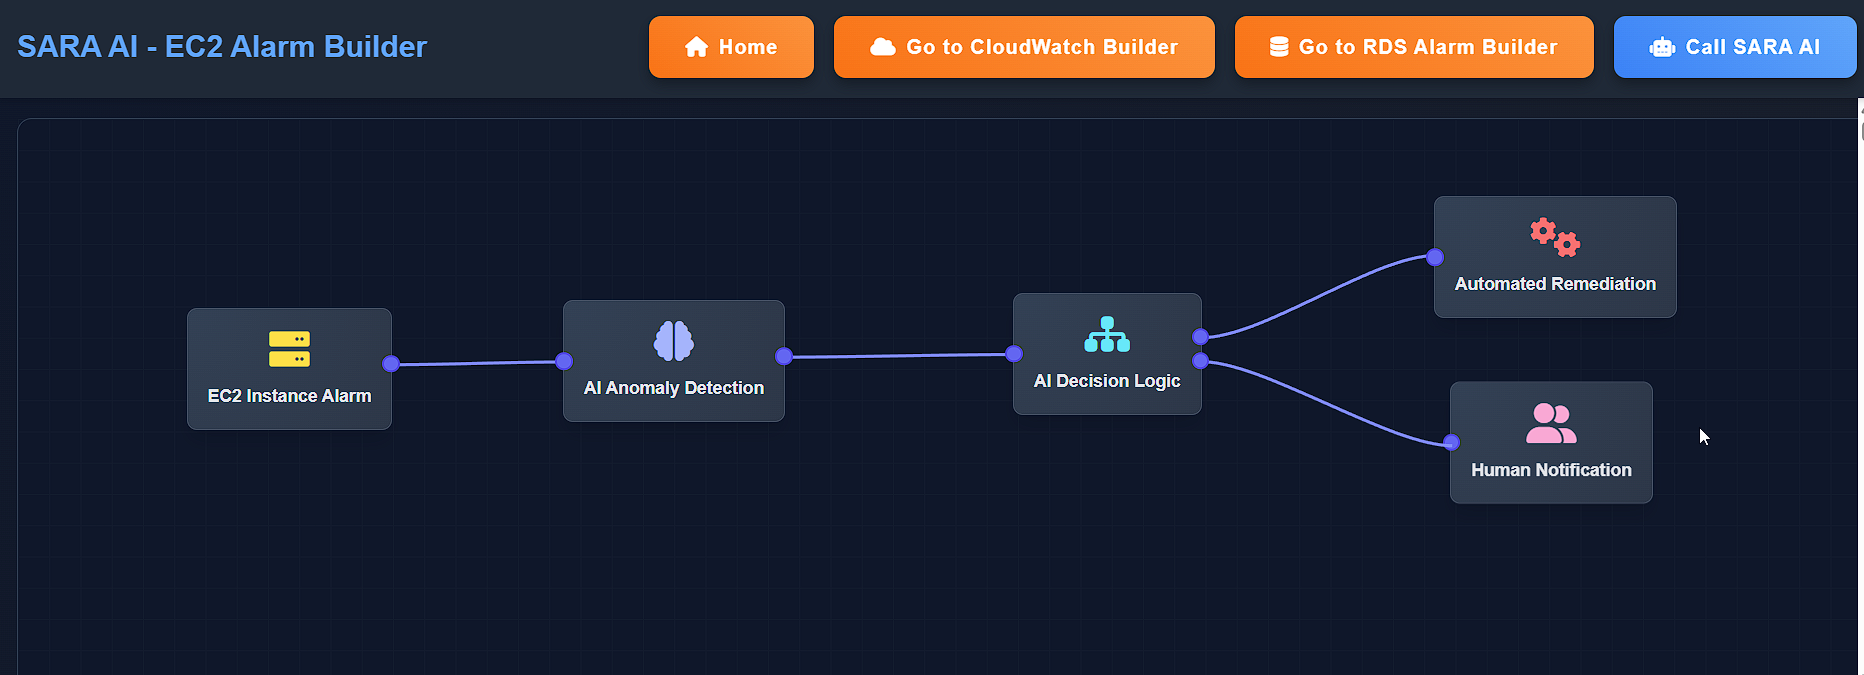 SARA AI - EC2 Alarm Builder
Home
Go to CloudWatch Builder
Go to RDS Alarm Builder
Call SARA AI
Automated Remediation
EC2 Instance Alarm
AI Anomaly Detection
AI Decision Logic
Human Notification